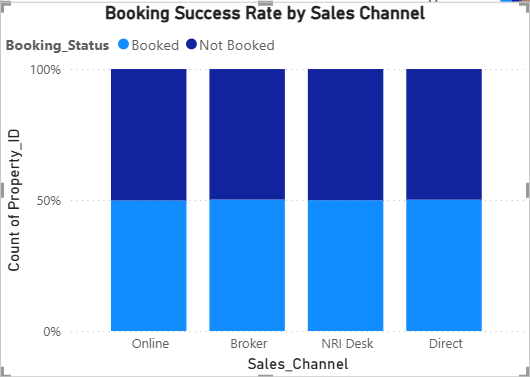 Booking Success Rate by Sales Channel
Booking_Status Booked Not Booked
100%
50%
0%
Count of Property_ID
Online Broker NRI Desk Direct
Sales_Channel